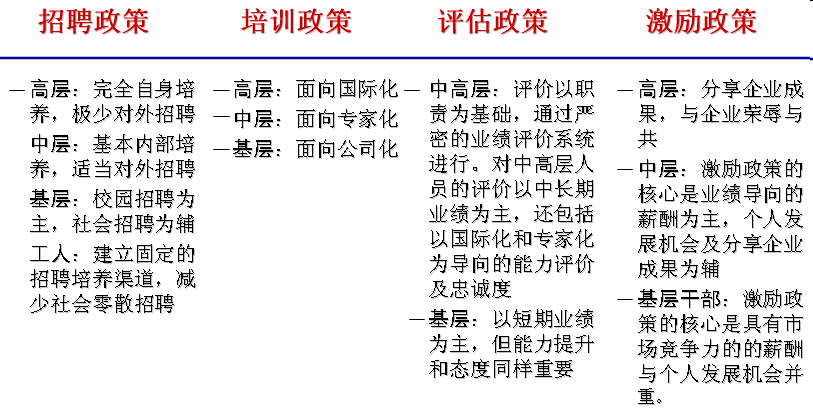 招聘政策
培训政策
评估政策
激励政策
－高层：完全自身培
养，极少对外招聘
中层：基本内部培
养，适当对外招聘
基层：校园招聘为
主，社会招聘为辅
工人：建立固定的
招聘培养渠道，减
少社会零散招聘
－高层：面向国际化
－中层：面向专家化
－基层：面向公司化
－中高层：评价以职
责为基础，通过严
密的业绩评价系统
进行。对中高层人
员的评价以中长期
业绩为主，还包括
以国际化和专家化
为导向的能力评价
及忠诚度
－基层：以短期业绩
为主，但能力提升
和态度同样重要
－高层：分享企业成
果，与企业荣辱与
共
－中层：激励政策的
核心是业绩导向的
薪酬为主，个人发
展机会及分享企业
成果为辅
－基层干部：激励政
策的核心是具有市
场竞争力的的薪酬
与个人发展机会并
重。